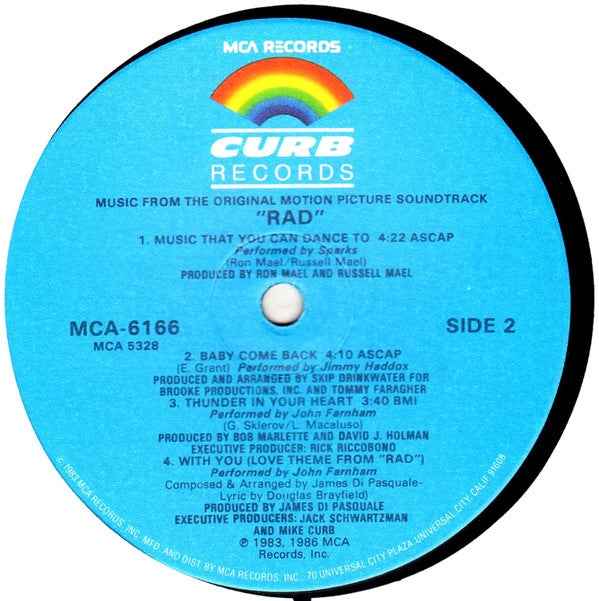 MCA RECORDS
CURB
RECORDS
MUSIC FROM THE ORIGINAL MOTION PICTURE SOUNDTRACK
"RAD"
1. MUSIC THAT YOU CAN DANCE TO 4:22 ASCAP
Performed by Sparks
(Ron Mael/Russell Mael)
PRODUCED BY RON MAEL AND RUSSELL MAEL
MCA-6166
MCA 5328
SIDE 2
2. BABY COME BACK 4:10 ASCAP
(E. Grant) Performed by Jimmy Haddox
PRODUCED AND ARRANGED BY SKIP DRINKWATER FOR
BROOKE PRODUCTIONS, INC. AND TOMMY FARAGHER
3. THUNDER IN YOUR HEART 3:40 BMI
Performed by John Farnham
(G. Sklerov/L. Macaluso)
PRODUCED BY BOB MARLETTE AND DAVID J. HOLMAN
EXECUTIVE PRODUCER: RICK RICCOBONO
4. WITH YOU (LOVE THEME FROM "RAD")
Performed by John Farnham
Composed & Arranged by James Di Pasquale-
Lyric by Douglas Brayfield)
PRODUCED BY JAMES DI PASQUALE
EXECUTIVE PRODUCERS: JACK SCHWARTZMAN
AND MIKE CURB
℗ 1983, 1986 MCA
Records, Inc.
© 1983 MCA RECORDS, INC. MFD. AND DIST. BY MCA RECORDS, INC., 70 UNIVERSAL CITY PLAZA, UNIVERSAL CITY, CALIF. 91608